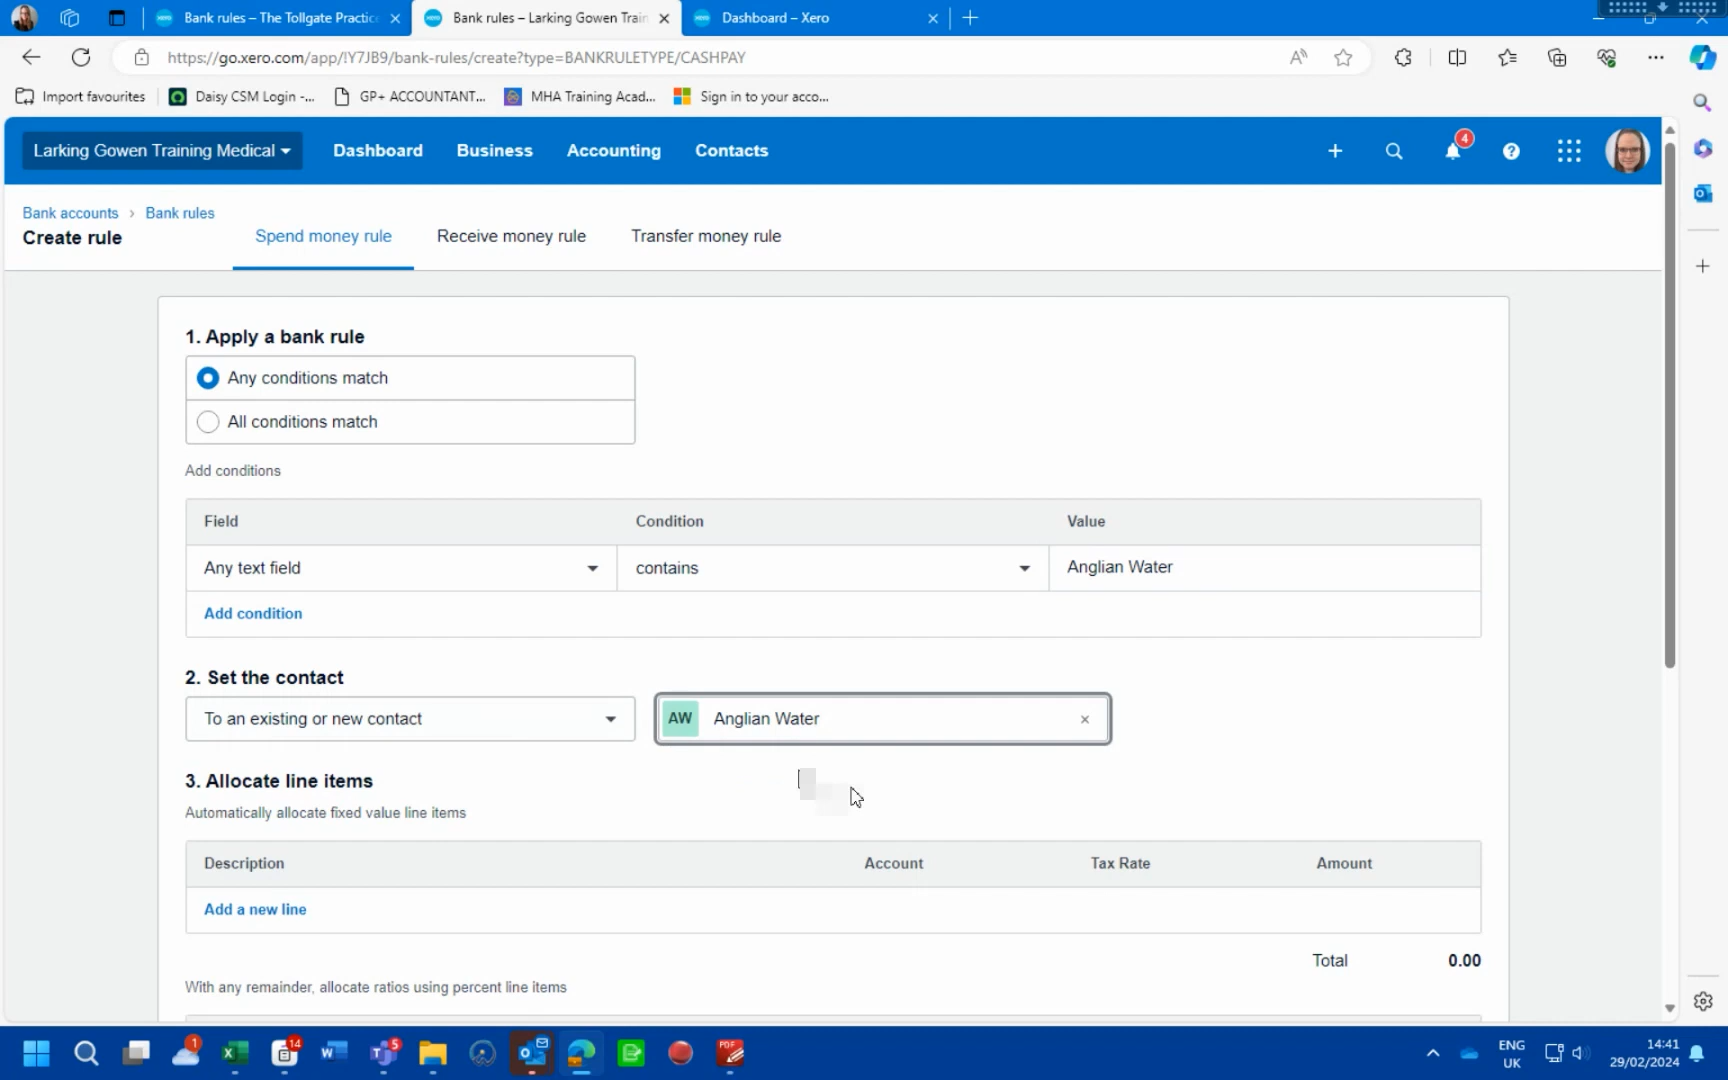 Bank rules – The Tollgate Practic
Bank rules – Larking Gowen Train
Dashboard – Xero
https://go.xero.com/app/!Y7JB9/bank-rules/create?type=BANKRULETYPE/CASHPAY
Import favourites
Daisy CSM Login -...
GP+ ACCOUNTANT...
MHA Training Acad...
Sign in to your acco...
Larking Gowen Training Medical
Dashboard
Business
Accounting
Contacts
4
Bank accounts › Bank rules
Create rule
Spend money rule
Receive money rule
Transfer money rule
1. Apply a bank rule
Any conditions match
All conditions match
Add conditions
Field Condition Value
Any text field contains Anglian Water
Add condition
2. Set the contact
To an existing or new contact
AW Anglian Water
3. Allocate line items
Automatically allocate fixed value line items
Description Account Tax Rate Amount
Add a new line
Total 0.00
With any remainder, allocate ratios using percent line items
1
14
5
PDF
ENG
UK
14:41
29/02/2024